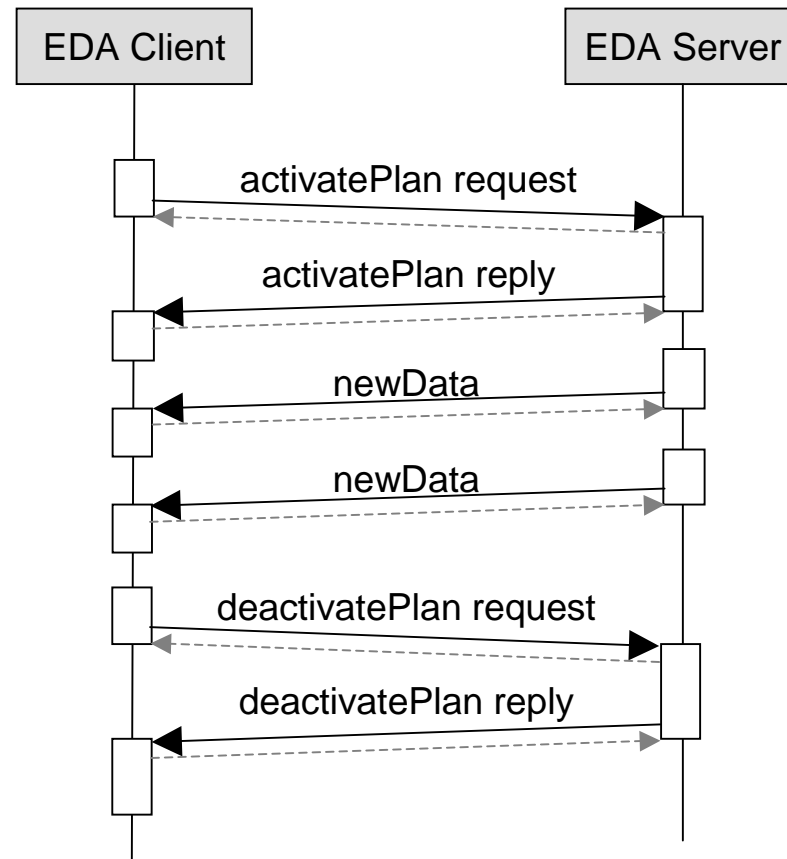 EDA Client
EDA Server
activatePlan request
activatePlan reply
newData
newData
deactivatePlan request
deactivatePlan reply